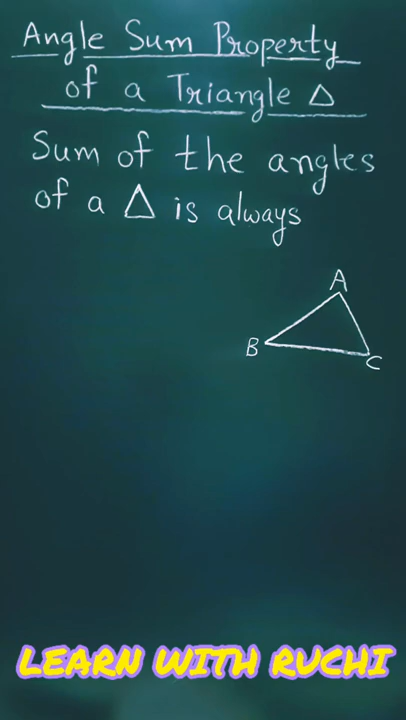 Angle Sum Property
of a Triangle △
Sum of the angles
of a △ is always
A
B
C
LEARN WITH RUCHI